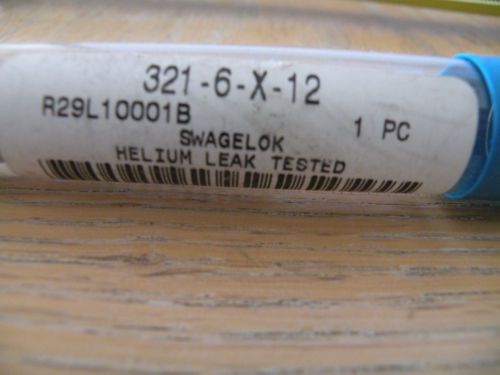 321-6-X-12
R29L10001B
1 PC
SWAGELOK
HELIUM LEAK TESTED